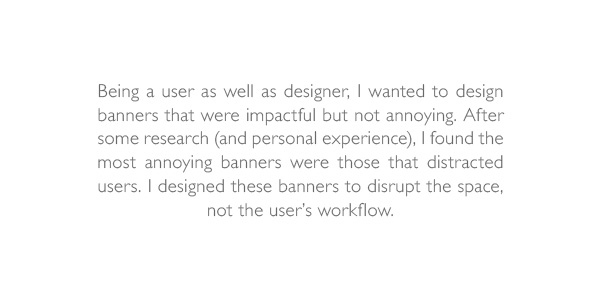 Being a user as well as designer, I wanted to design
banners that were impactful but not annoying. After
some research (and personal experience), I found the
most annoying banners were those that distracted
users. I designed these banners to disrupt the space,
not the user’s workflow.